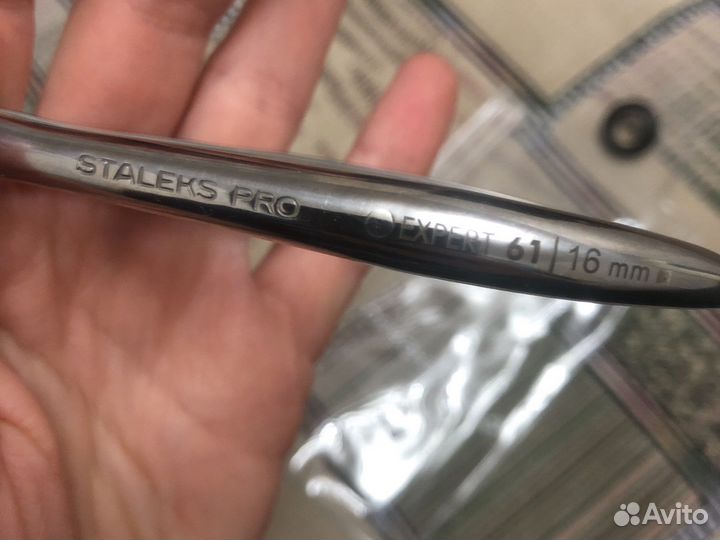 STALEKS PRO
EXPERT 61 | 16 mm
Avito